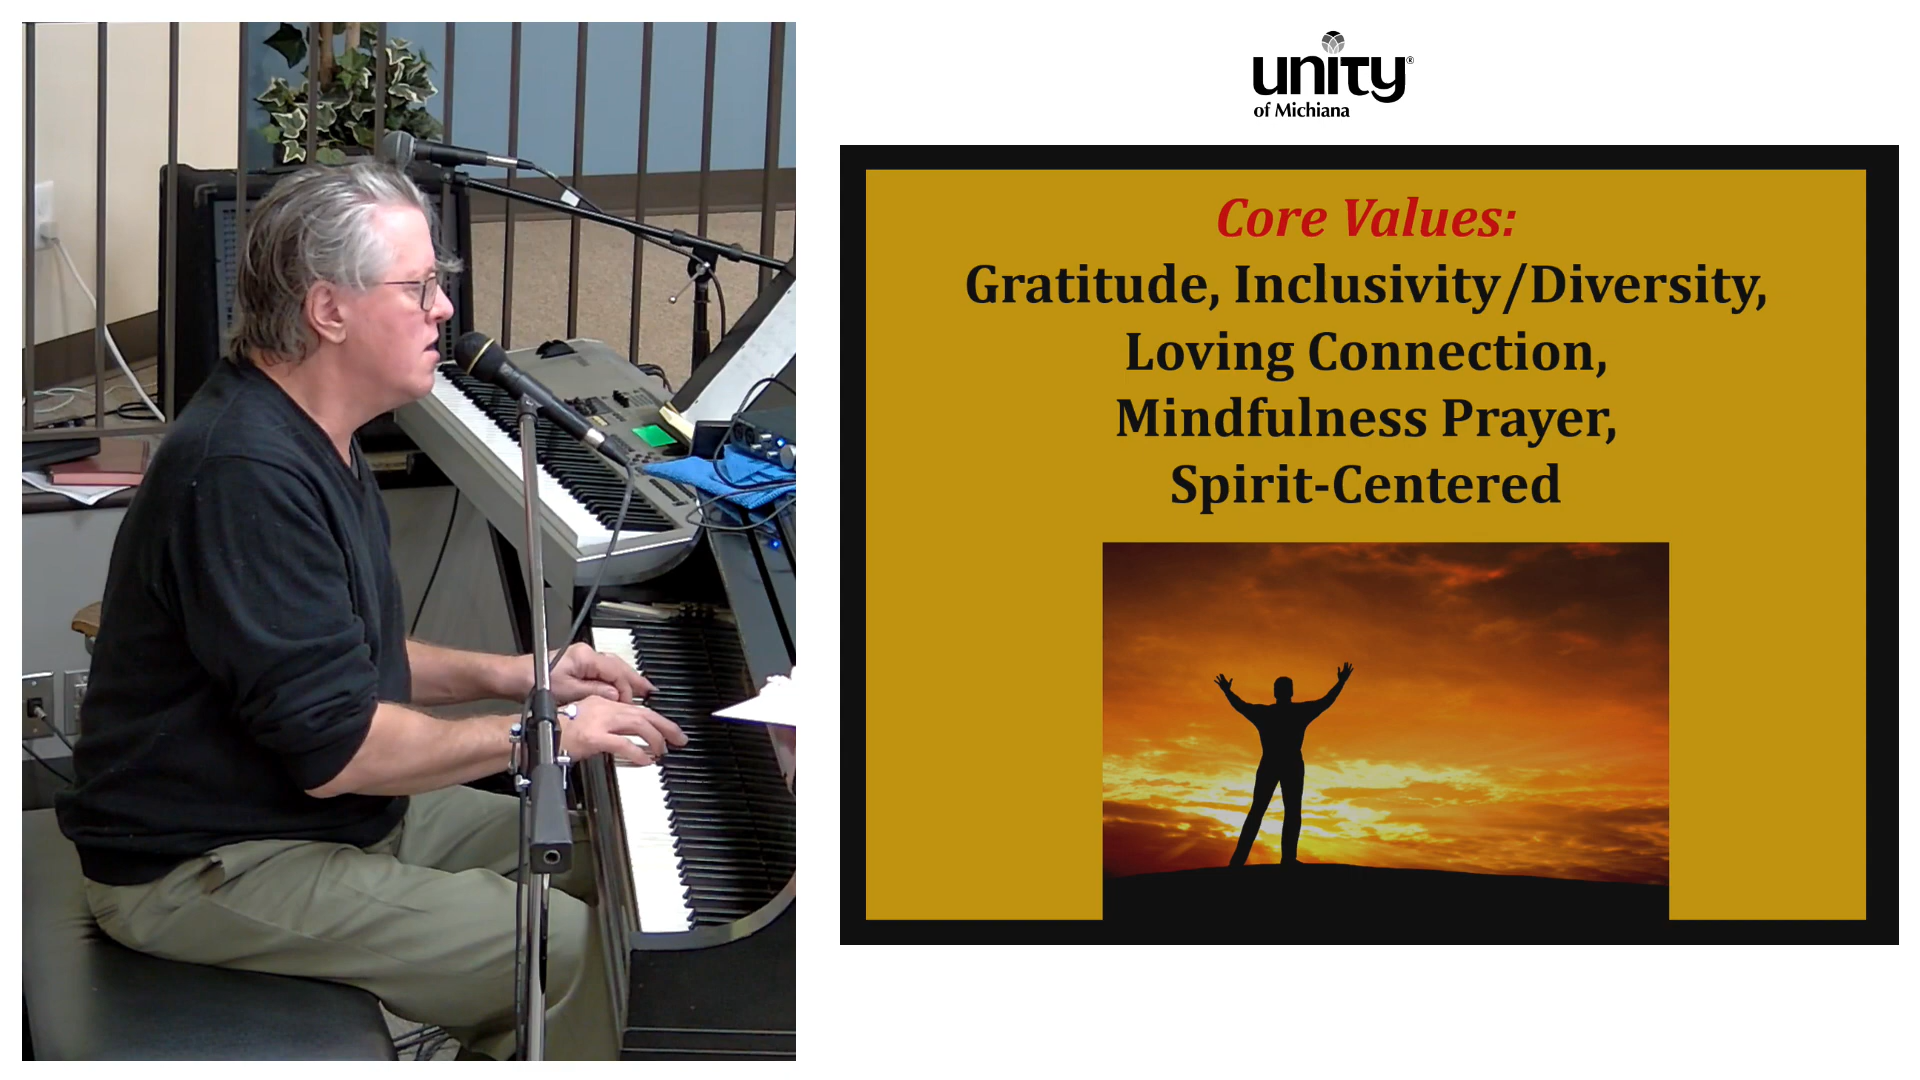 unity®
of Michiana
Core Values:
Gratitude, Inclusivity/Diversity,
Loving Connection,
Mindfulness Prayer,
Spirit-Centered